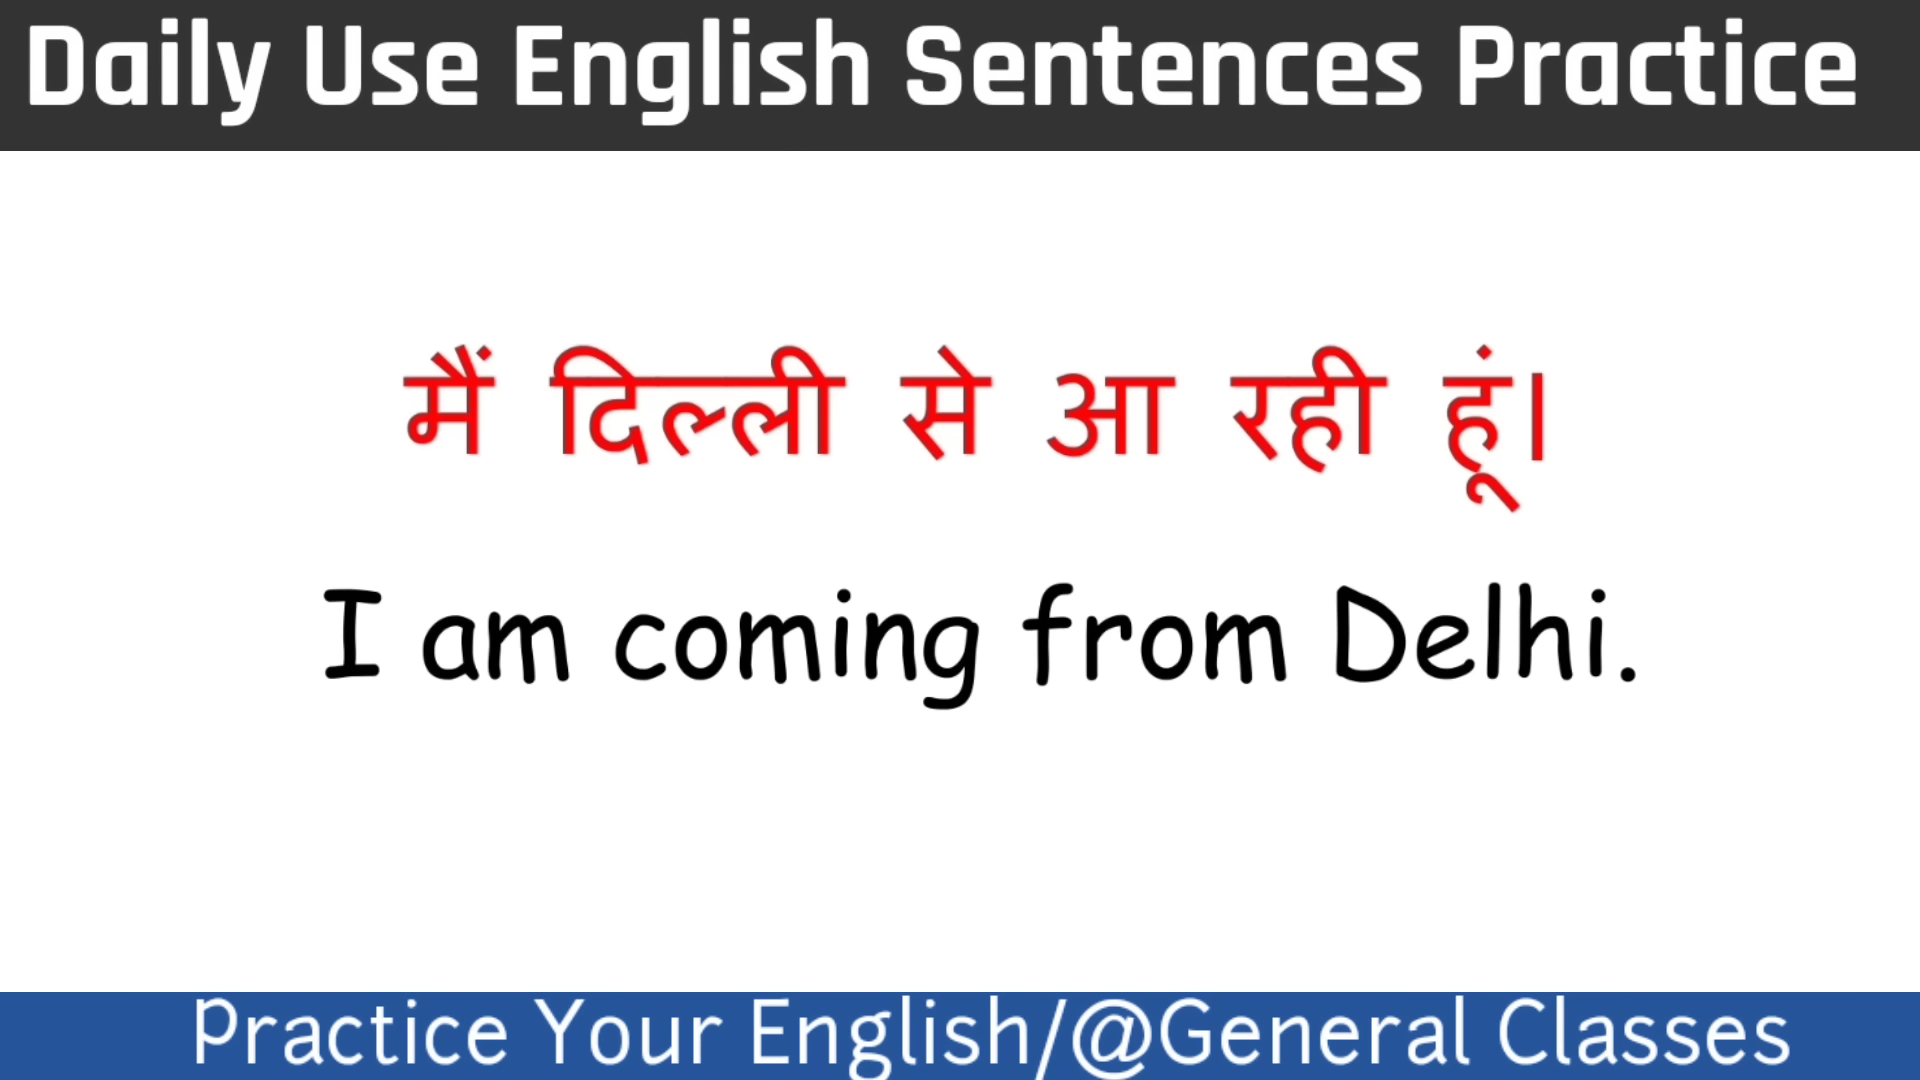 Daily Use English Sentences Practice
मैं दिल्ली से आ रही हूं।
I am coming from Delhi.
Practice Your English/@General Classes